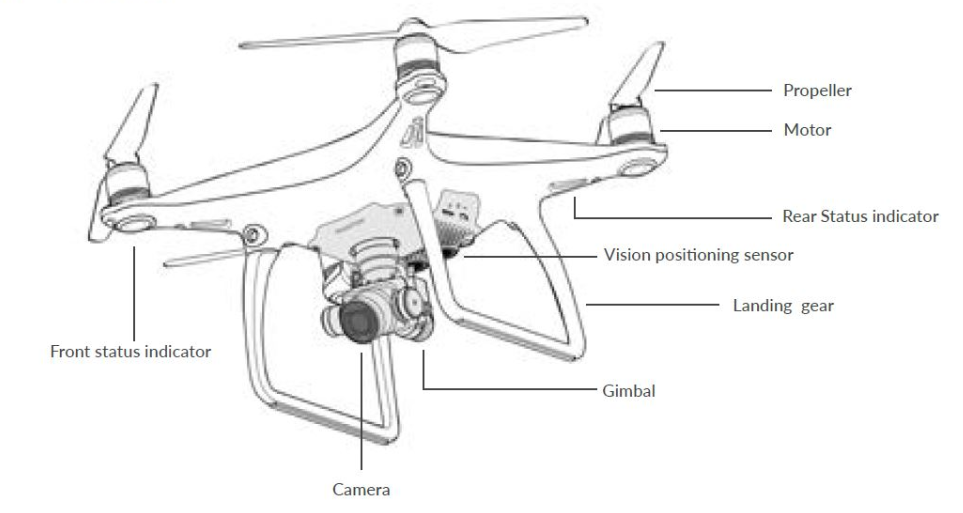 Propeller
Motor
Rear Status indicator
Vision positioning sensor
Landing gear
Front status indicator
Gimbal
Camera